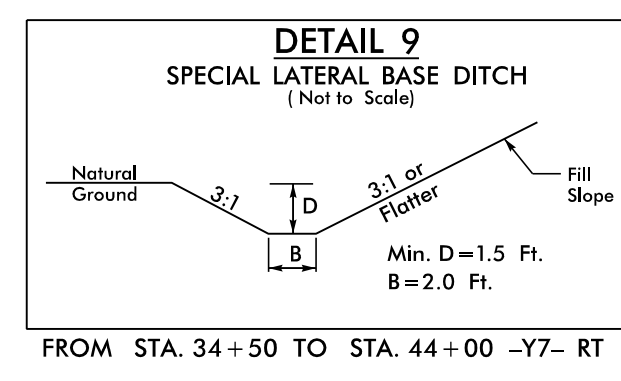 DETAIL 9
SPECIAL LATERAL BASE DITCH
( Not to Scale)
Natural
Ground
3:1
D
B
3:1 or
Flatter
Fill
Slope
Min. D=1.5 Ft.
B=2.0 Ft.
FROM STA. 34+50 TO STA. 44+00 –Y7– RT